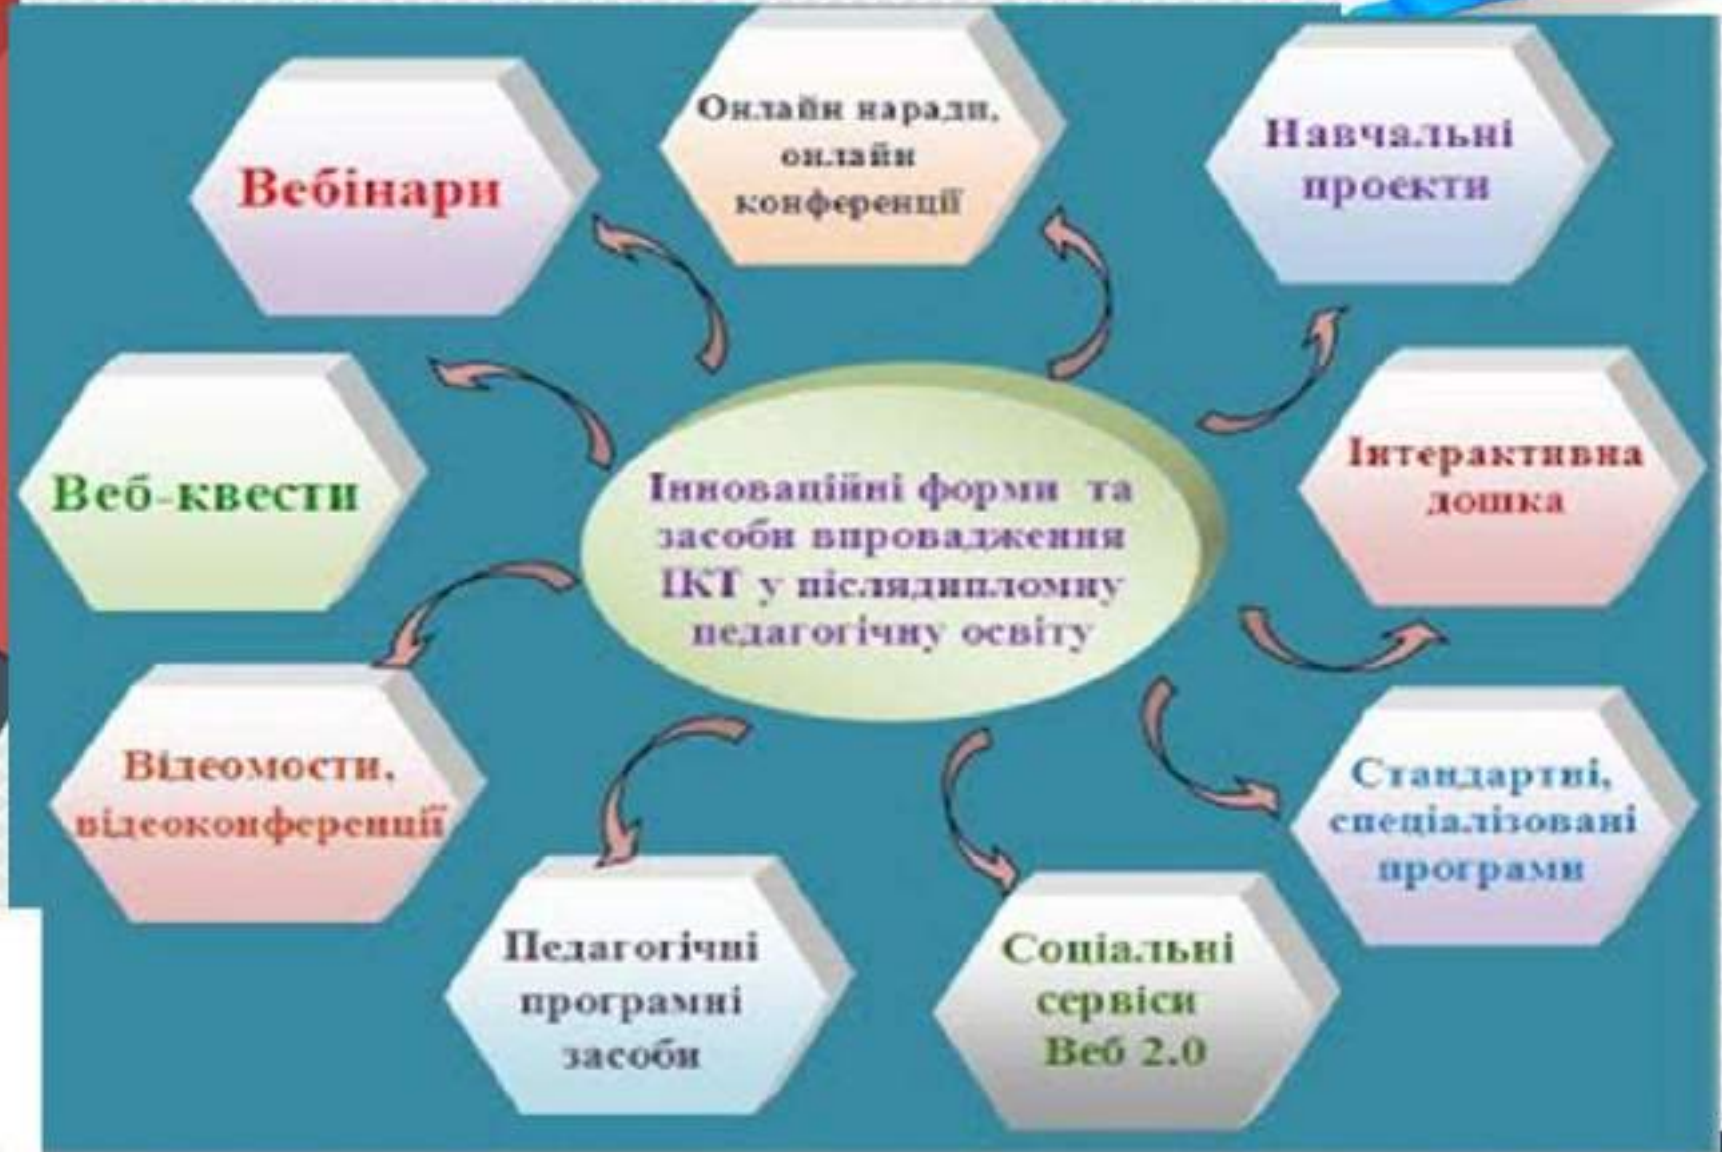 Вебінари
Онлайн наради,
онлайн
конференції
Навчальні
проекти
Веб-квести
Інноваційні форми та
засоби впровадження
ІКТ у післядипломну
педагогічну освіту
Інтерактивна
дошка
Відеомости,
відеоконференції
Стандартні,
спеціалізовані
програми
Педагогічні
програмні
засоби
Соціальні
сервіси
Веб 2.0